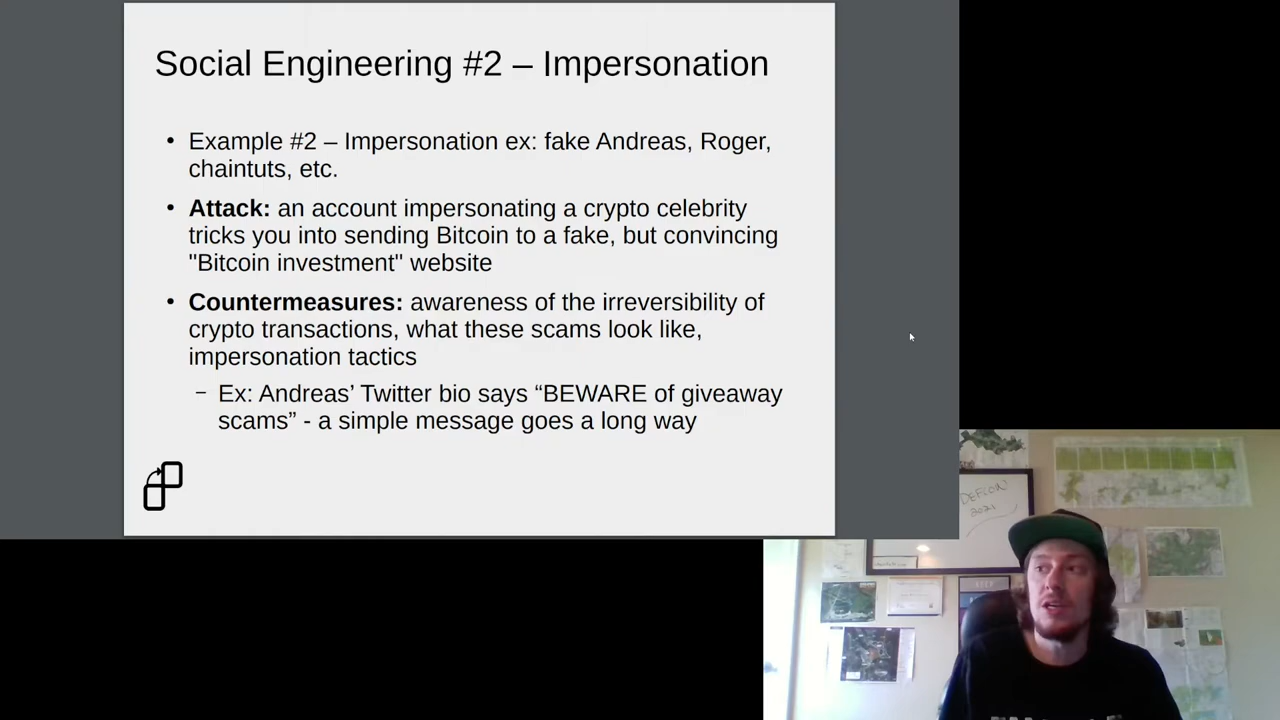 Social Engineering #2 – Impersonation
• Example #2 – Impersonation ex: fake Andreas, Roger,
chaintuts, etc.
• Attack: an account impersonating a crypto celebrity
tricks you into sending Bitcoin to a fake, but convincing
"Bitcoin investment" website
• Countermeasures: awareness of the irreversibility of
crypto transactions, what these scams look like,
impersonation tactics
– Ex: Andreas’ Twitter bio says “BEWARE of giveaway
scams” - a simple message goes a long way
DEFCON
2021
KEEP